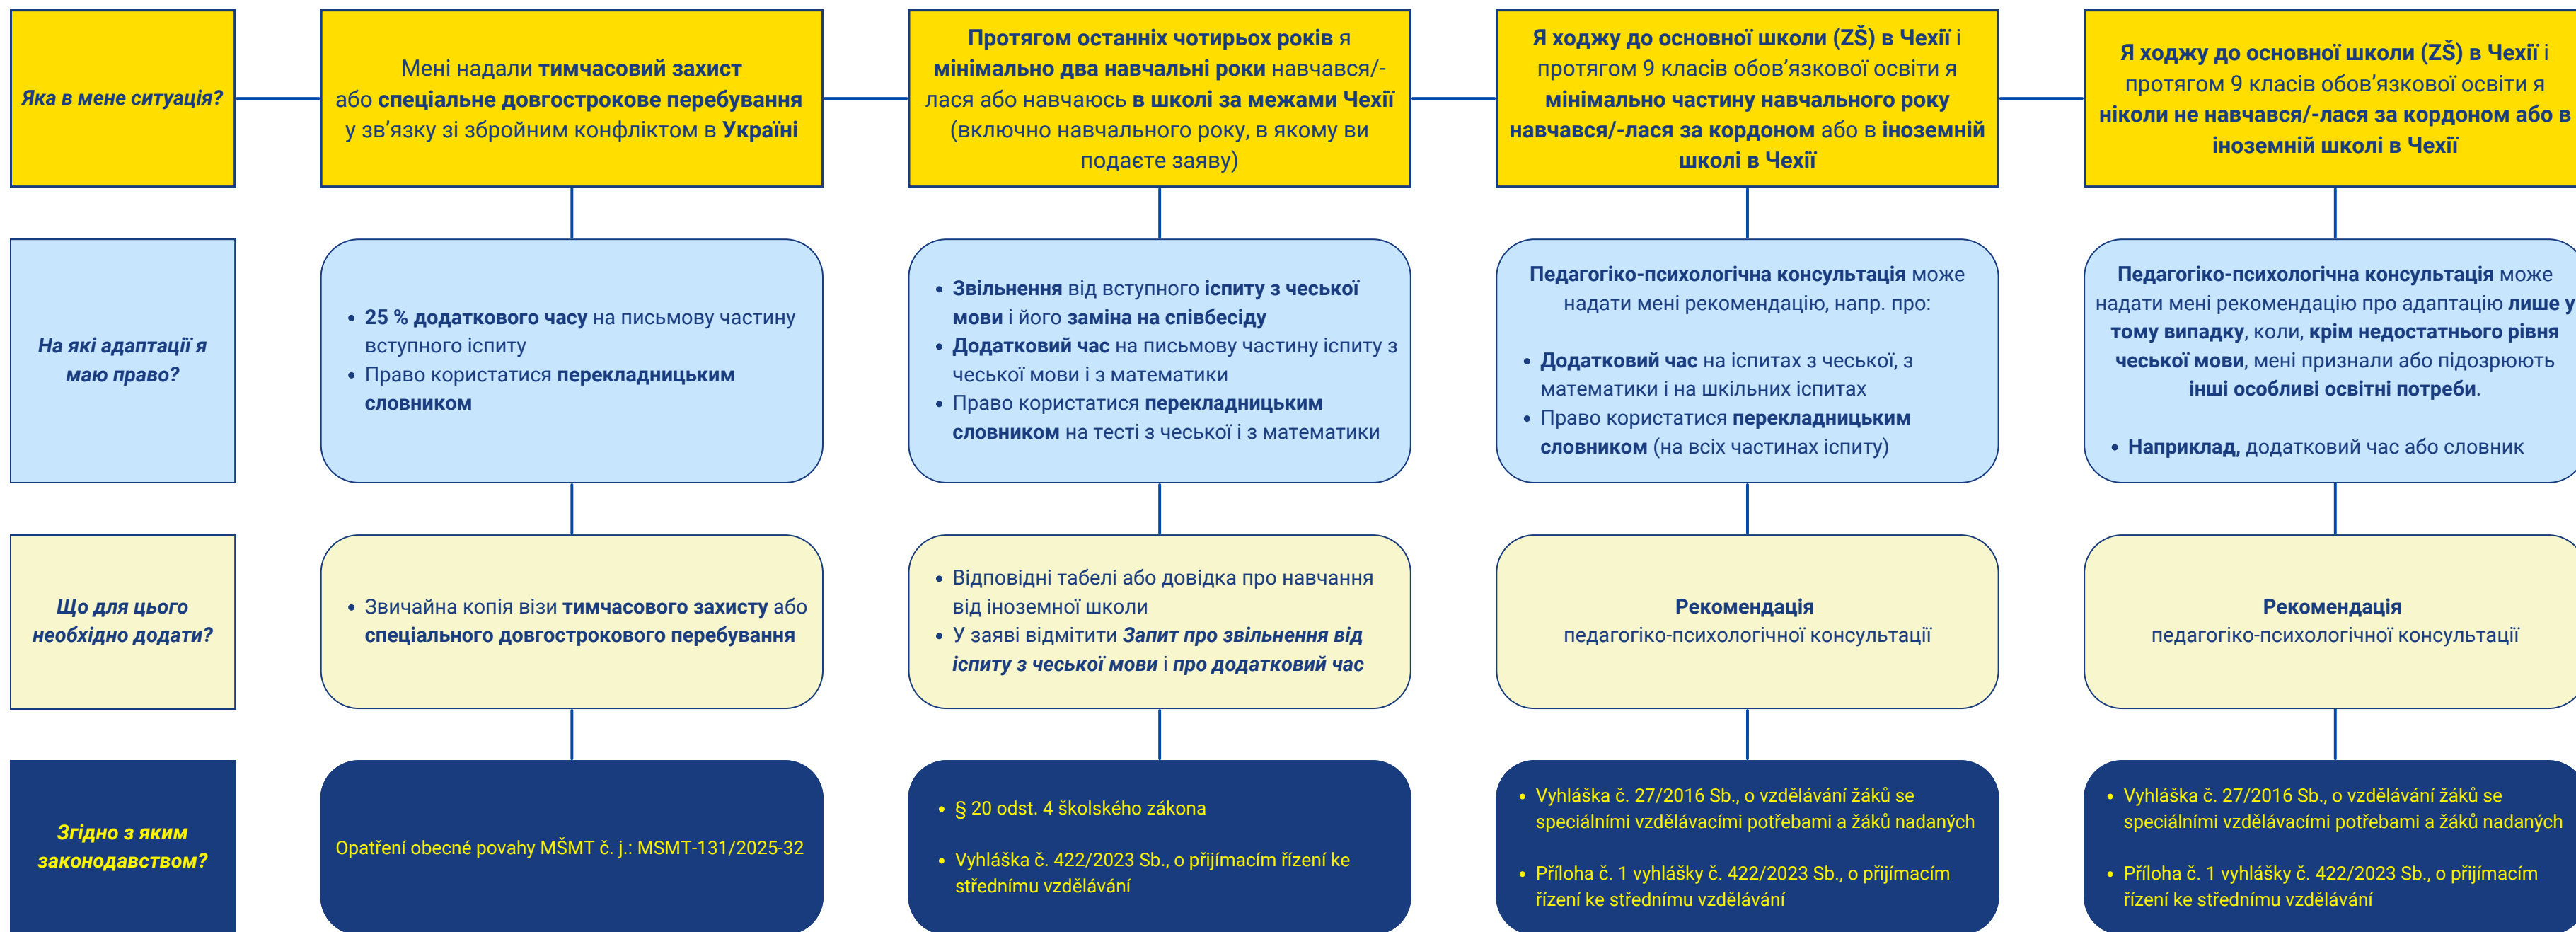 Яка в мене ситуація?
Мені надали тимчасовий захист
або спеціальне довгострокове перебування
у зв’язку зі збройним конфліктом в Україні
Протягом останніх чотирьох років я
мінімально два навчальні роки навчався/-
лася або навчаюсь в школі за межами Чехії
(включно навчального року, в якому ви
подаєте заяву)
Я ходжу до основної школи (ZŠ) в Чехії і
протягом 9 класів обов’язкової освіти я
мінімально частину навчального року
навчався/-лася за кордоном або в іноземній
школі в Чехії
Я ходжу до основної школи (ZŠ) в Чехії і
протягом 9 класів обов’язкової освіти я
ніколи не навчався/-лася за кордоном або в
іноземній школі в Чехії
На які адаптації я
маю право?
• 25 % додаткового часу на письмову частину
вступного іспиту
• Право користатися перекладницьким
словником
• Звільнення від вступного іспиту з чеської
мови і його заміна на співбесіду
• Додатковий час на письмову частину іспиту з
чеської мови і з математики
• Право користатися перекладницьким
словником на тесті з чеської і з математики
Педагогіко-психологічна консультація може
надати мені рекомендацію, напр. про:
• Додатковий час на іспитах з чеської, з
математики і на шкільних іспитах
• Право користатися перекладницьким
словником (на всіх частинах іспиту)
Педагогіко-психологічна консультація може
надати мені рекомендацію про адаптацію лише у
тому випадку, коли, крім недостатнього рівня
чеської мови, мені признали або підозрюють
інші особливі освітні потреби.
• Наприклад, додатковий час або словник
Що для цього
необхідно додати?
• Звичайна копія візи тимчасового захисту або
спеціального довгострокового перебування
• Відповідні табелі або довідка про навчання
від іноземної школи
• У заяві відмітити Запит про звільнення від
іспиту з чеської мови і про додатковий час
Рекомендація
педагогіко-психологічної консультації
Рекомендація
педагогіко-психологічної консультації
Згідно з яким
законодавством?
Opatření obecné povahy MŠMT č. j.: MSMT-131/2025-32
• § 20 odst. 4 školského zákona
• Vyhláška č. 422/2023 Sb., o přijímacím řízení ke
střednímu vzdělávání
• Vyhláška č. 27/2016 Sb., o vzdělávání žáků se
speciálními vzdělávacími potřebami a žáků nadaných
• Příloha č. 1 vyhlášky č. 422/2023 Sb., o přijímacím
řízení ke střednímu vzdělávání
• Vyhláška č. 27/2016 Sb., o vzdělávání žáků se
speciálními vzdělávacími potřebami a žáků nadaných
• Příloha č. 1 vyhlášky č. 422/2023 Sb., o přijímacím
řízení ke střednímu vzdělávání